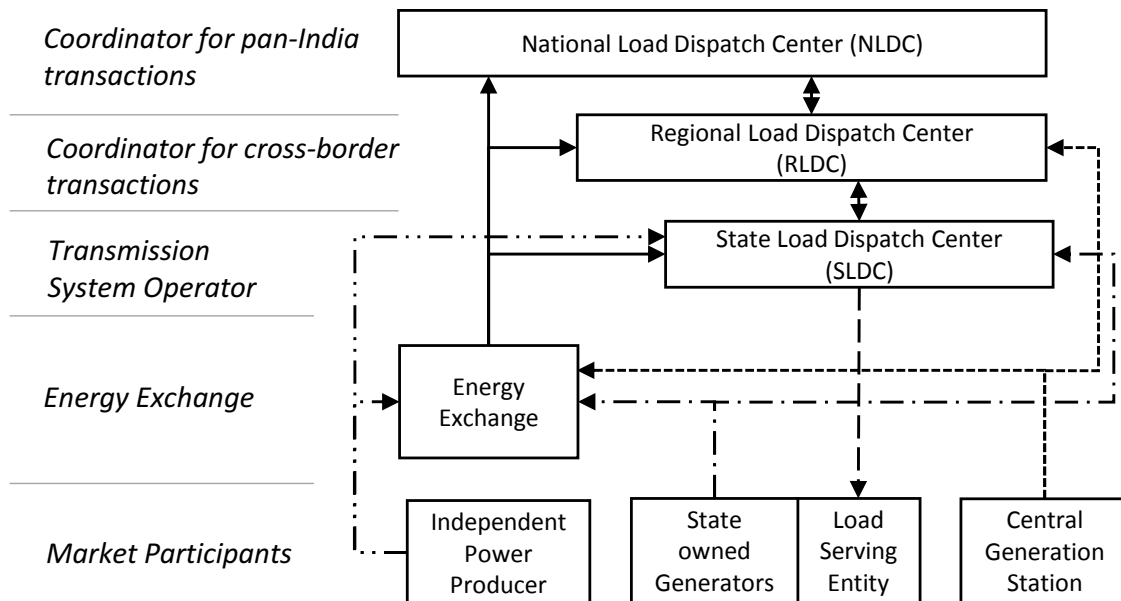 Coordinator for pan-India
transactions
National Load Dispatch Center (NLDC)
Coordinator for cross-border
transactions
Regional Load Dispatch Center
(RLDC)
Transmission
System Operator
State Load Dispatch Center
(SLDC)
Energy Exchange
Energy
Exchange
Market Participants
Independent
Power
Producer
State
owned
Generators
Load
Serving
Entity
Central
Generation
Station